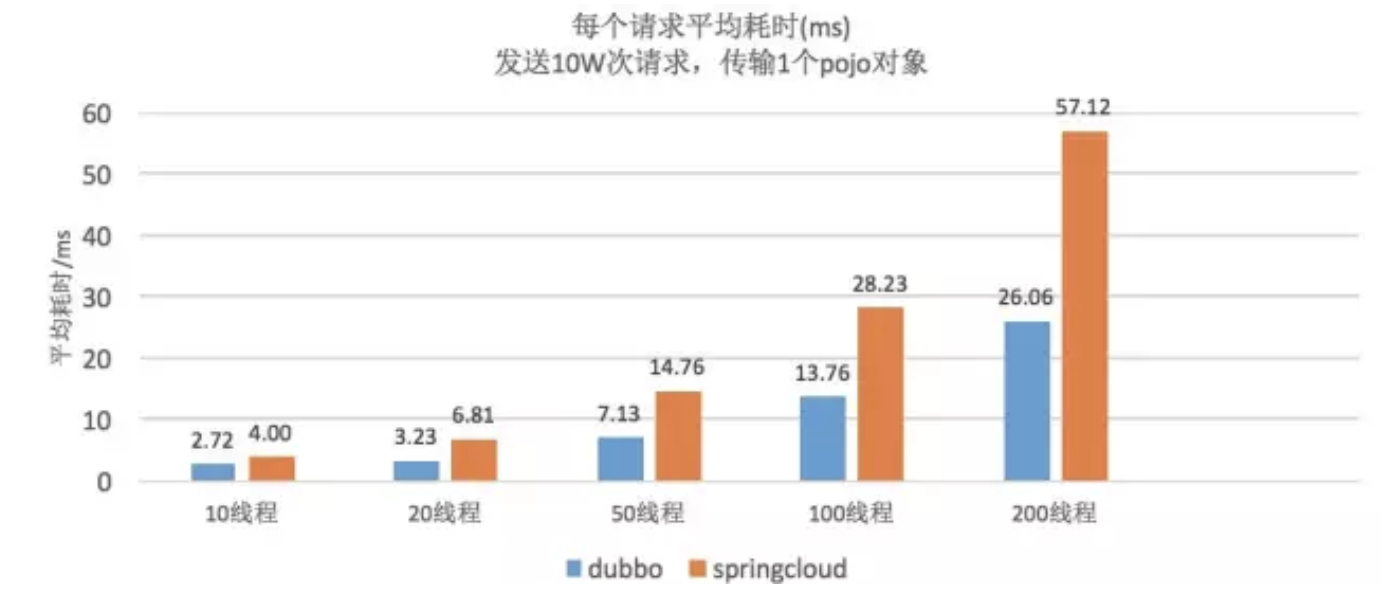 每个请求平均耗时(ms)
发送10W次请求，传输1个pojo对象
平均耗时/ms
60
50
40
30
20
10
0
2.72 4.00
3.23 6.81
7.13 14.76
13.76 28.23
26.06 57.12
10线程 20线程 50线程 100线程 200线程
dubbo springcloud